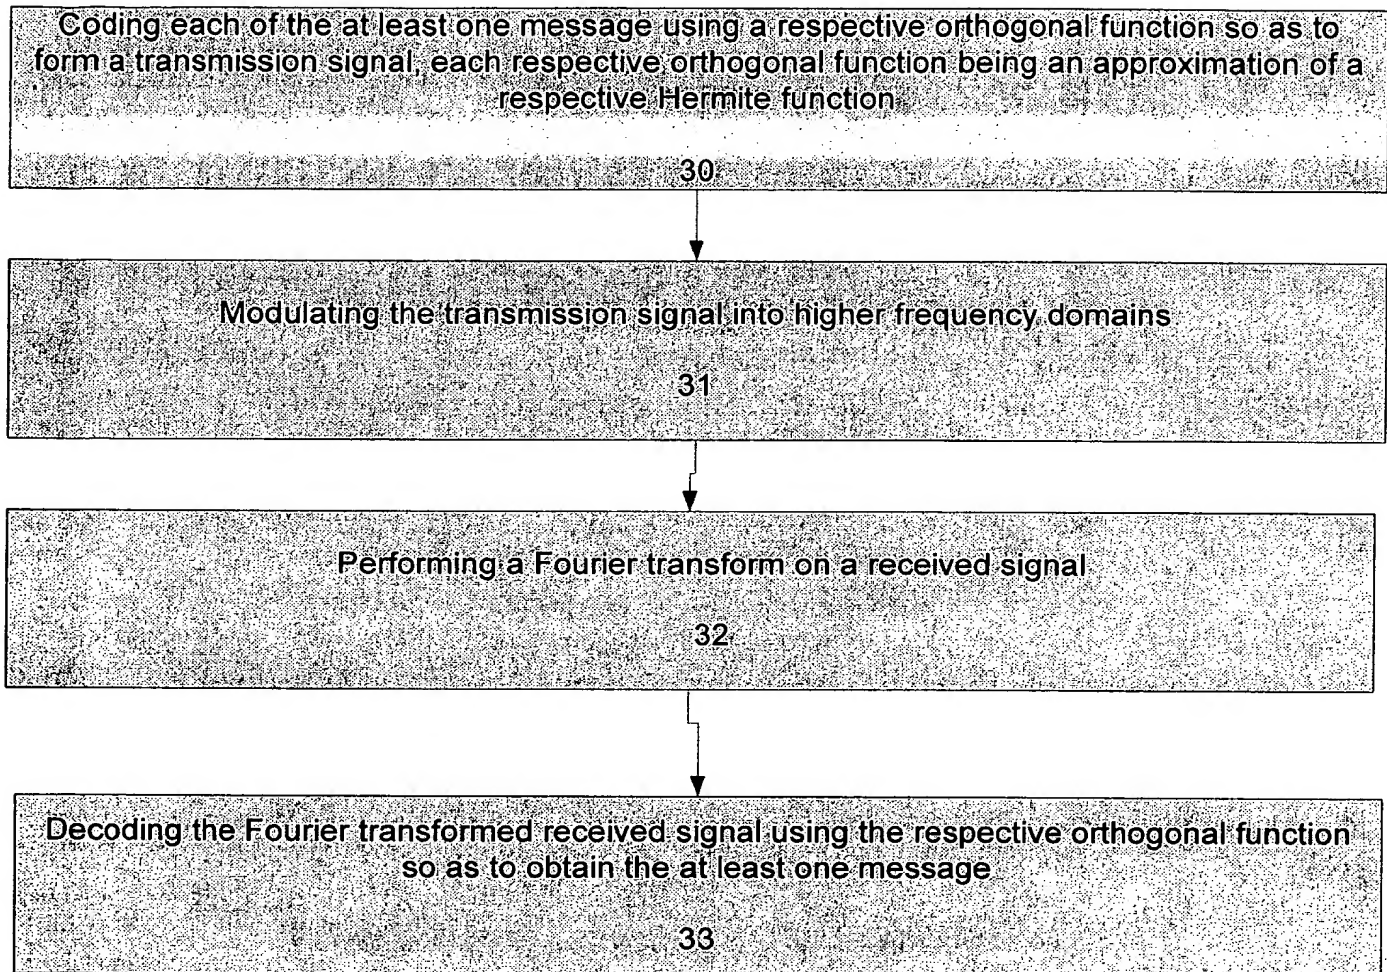 Coding each of the at least one message using a respective orthogonal function so as to
form a transmission signal, each respective orthogonal function being an approximation of a
respective Hermite function
30
Modulating the transmission signal into higher frequency domains
31
Performing a Fourier transform on a received signal
32
Decoding the Fourier transformed received signal using the respective orthogonal function
so as to obtain the at least one message
33